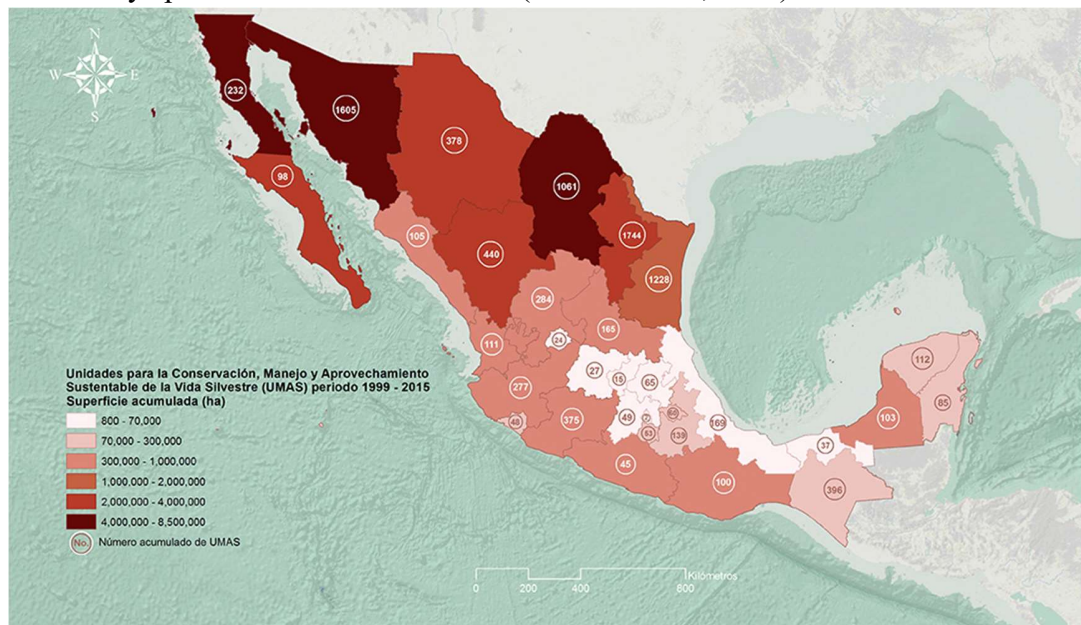 N
W E
S
232
1605
378
98
1061
105
440
1744
1228
284
165
111
24
27
15
65
277
49
7
68
112
85
103
48
375
63
139
169
37
45
100
396
Unidades para la Conservación, Manejo y Aprovechamiento
Sustentable de la Vida Silvestre (UMAS) periodo 1999 - 2015
Superficie acumulada (ha)
800 - 70,000
70,000 - 300,000
300,000 - 1,000,000
1,000,000 - 2,000,000
2,000,000 - 4,000,000
4,000,000 - 8,500,000
No. Número acumulado de UMAS
Kilómetros
0 200 400 800